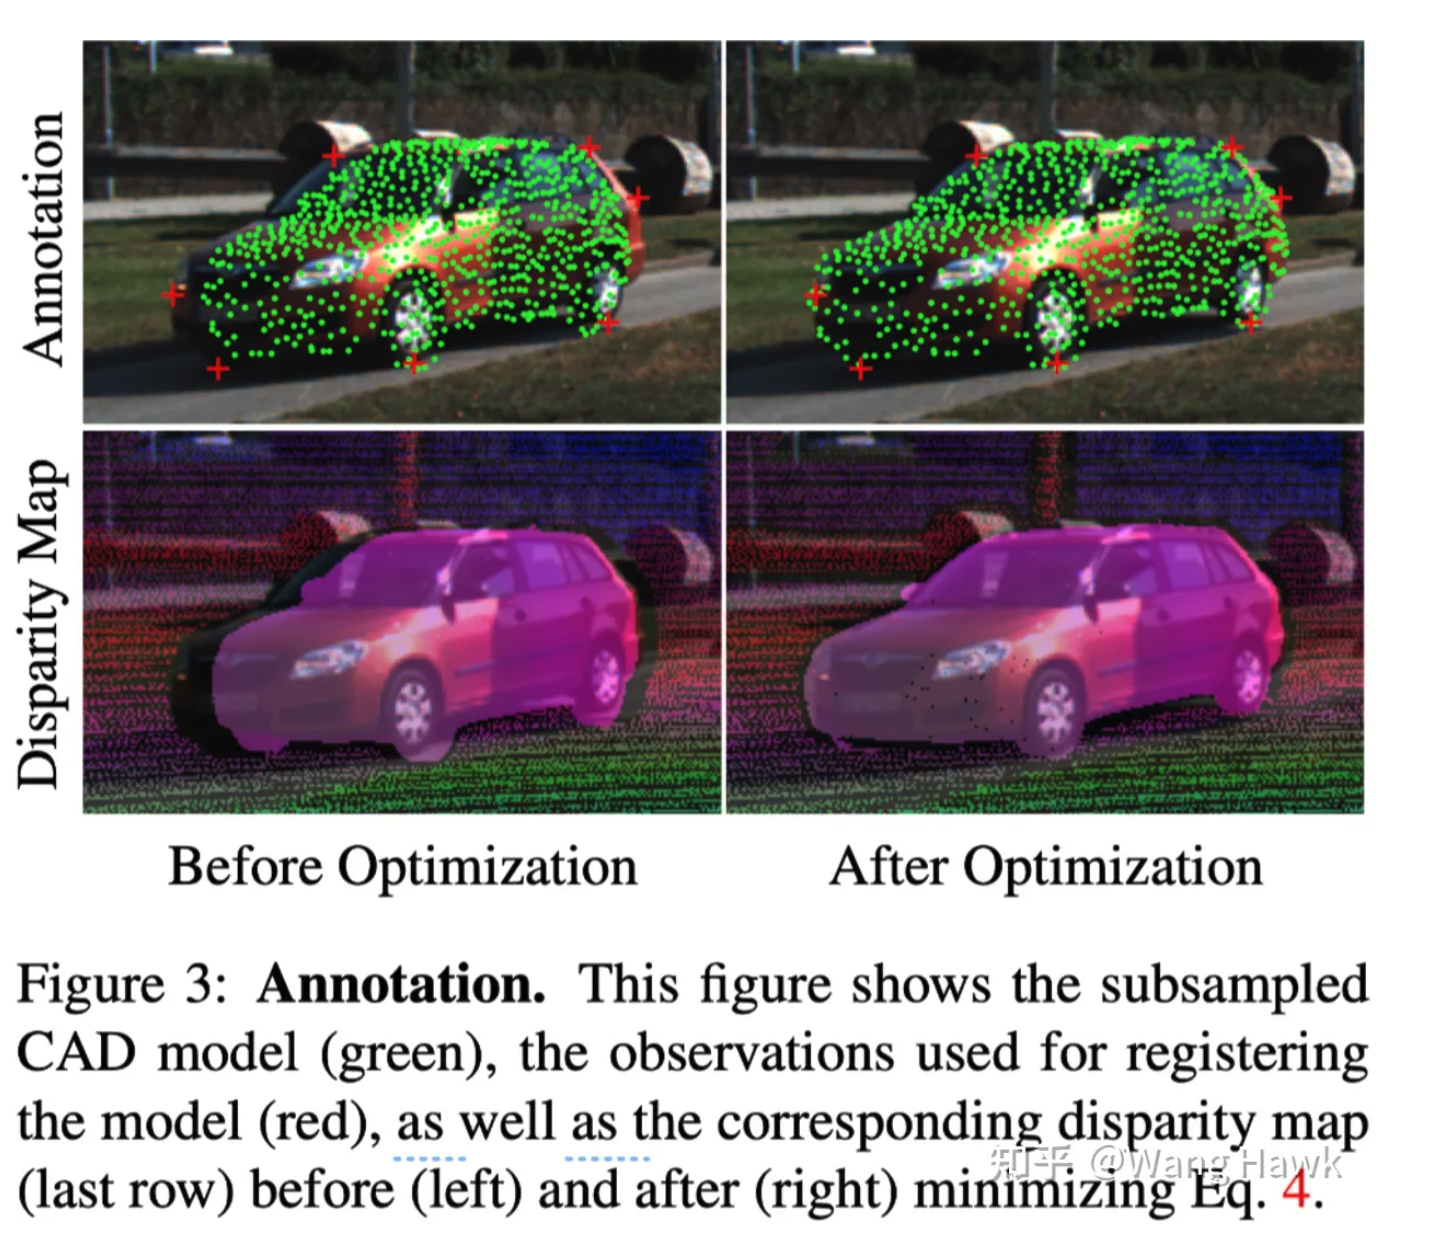 Annotation
Disparity Map
Before Optimization
After Optimization
Figure 3: Annotation. This figure shows the subsampled
CAD model (green), the observations used for registering
the model (red), as well as the corresponding disparity map
(last row) before (left) and after (right) minimizing Eq. 4.
知乎 @Wang Hawk